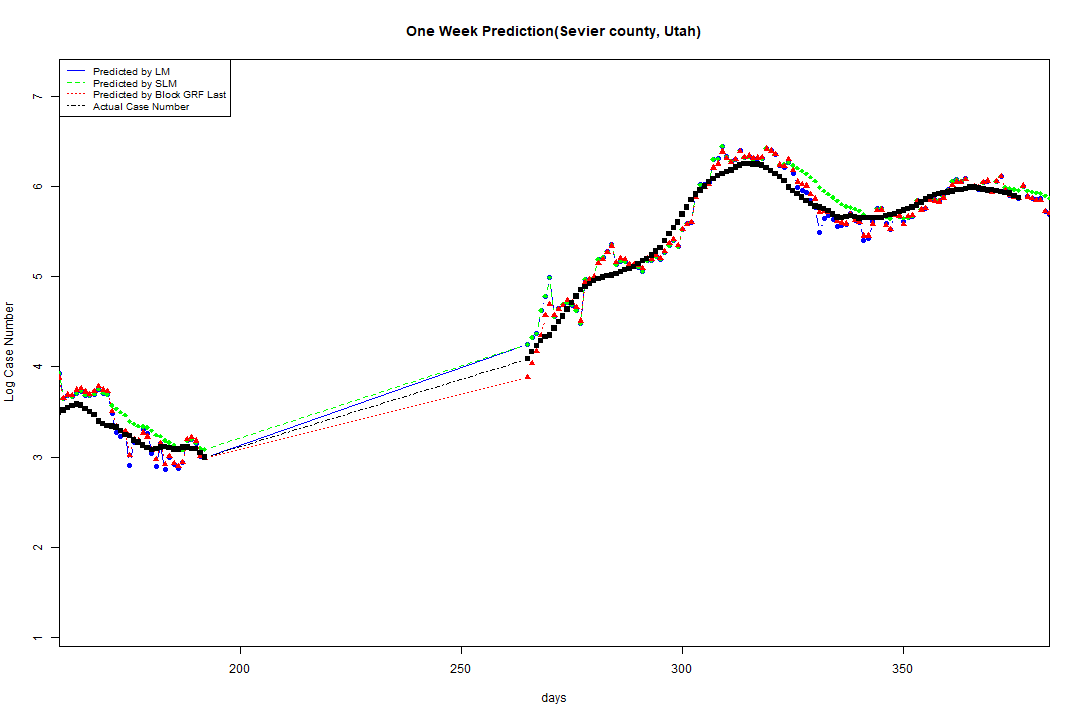 One Week Prediction(Sevier county, Utah)
Predicted by LM
Predicted by SLM
Predicted by Block GRF Last
Actual Case Number
7
6
5
4
3
2
1
Log Case Number
200 250 300 350
days